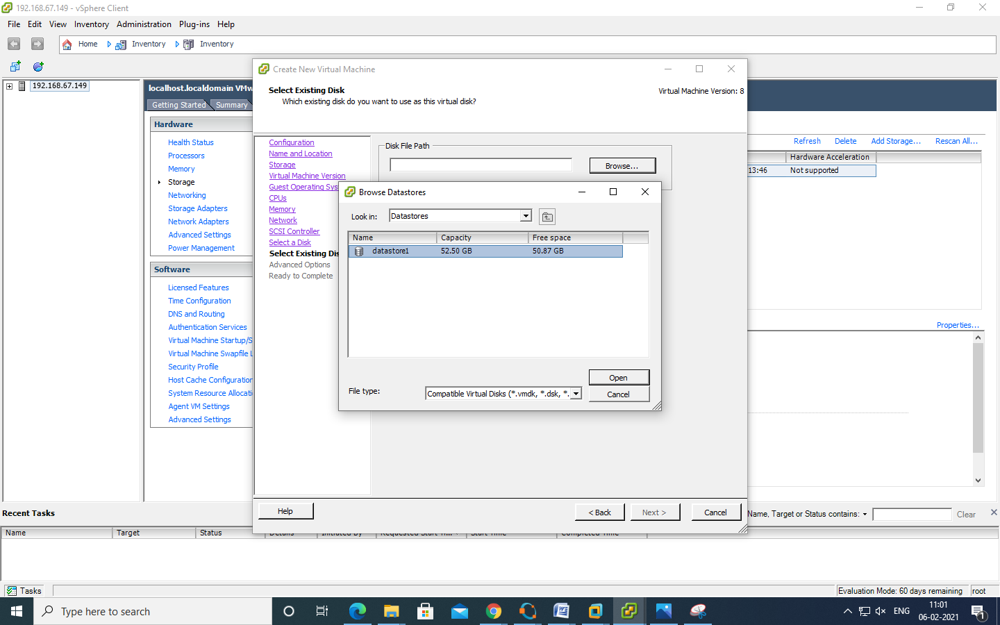 192.168.67.149 - vSphere Client
File Edit View Inventory Administration Plug-ins Help
Home Inventory Inventory
192.168.67.149
localhost.localdomain VMw
Getting Started Summary
Hardware
Health Status
Processors
Memory
Storage
Networking
Storage Adapters
Network Adapters
Advanced Settings
Power Management
Software
Licensed Features
Time Configuration
DNS and Routing
Authentication Services
Virtual Machine Startup/S
Virtual Machine Swapfile L
Security Profile
Host Cache Configuration
System Resource Allocati
Agent VM Settings
Advanced Settings
Create New Virtual Machine
Select Existing Disk
Which existing disk do you want to use as this virtual disk?
Virtual Machine Version: 8
Configuration
Name and Location
Storage
Virtual Machine Version
Guest Operating Sys
CPUs
Memory
Network
SCSI Controller
Select a Disk
Select Existing Dis
Advanced Options
Ready to Complete
Disk File Path
Browse...
Browse Datastores
Look in: Datastores
Name Capacity Free space
datastore1 52.50 GB 50.87 GB
Open
File type: Compatible Virtual Disks (*.vmdk, *.dsk, *.
Cancel
Help < Back Next > Cancel
Refresh Delete Add Storage... Rescan All...
Hardware Acceleration
13:46 Not supported
Properties...
Recent Tasks
Name, Target or Status contains: Clear
Name Target Status Details Initiated by Requested Start Ti... Start Time Completed Time
Tasks
Evaluation Mode: 60 days remaining root
Type here to search
ENG
11:01
06-02-2021
1